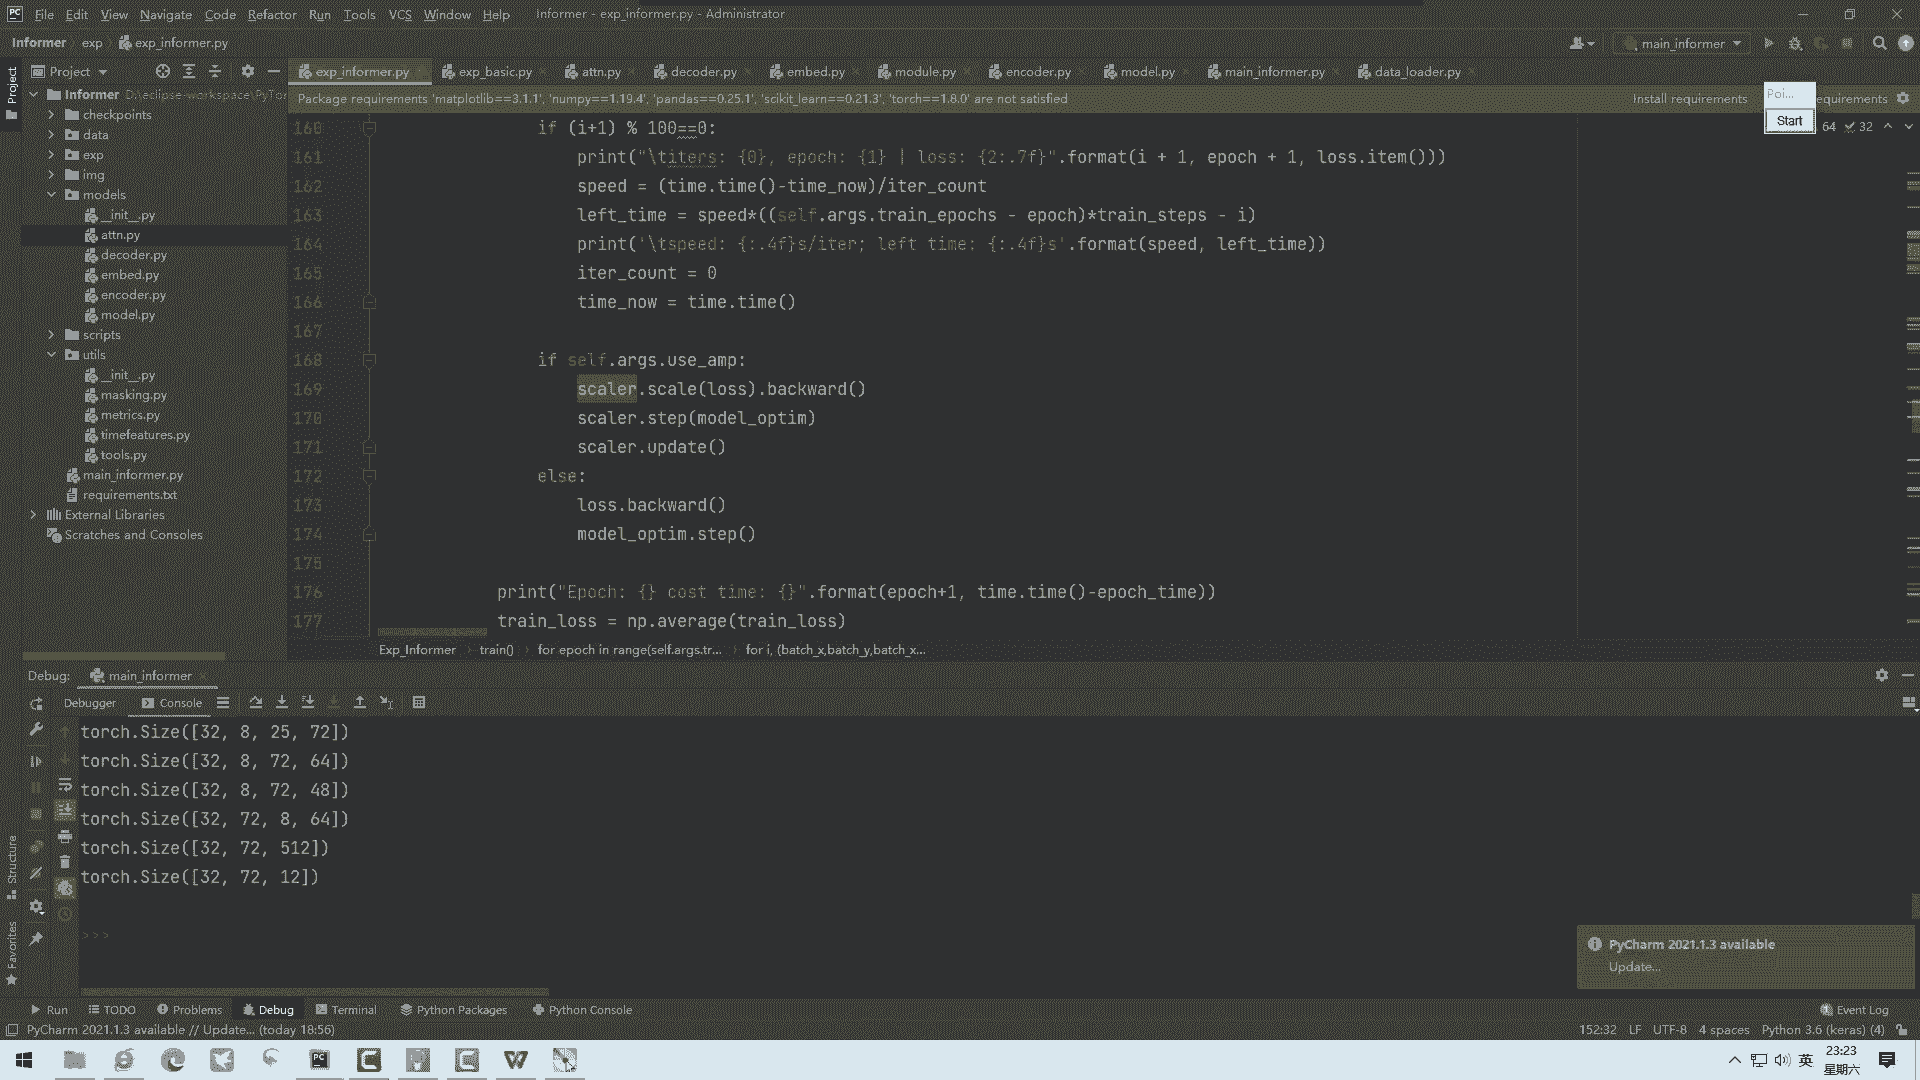 File Edit View Navigate Code Refactor Run Tools VCS Window Help Informer - exp_informer.py - Administrator
Informer exp exp_informer.py
main_informer
Project
Project
exp_informer.py exp_basic.py attn.py decoder.py embed.py module.py encoder.py model.py main_informer.py data_loader.py
Package requirements 'matplotlib==3.1.1', 'numpy==1.19.4', 'pandas==0.25.1', 'scikit_learn==0.21.3', 'torch==1.8.0' are not satisfied
Install requirements
equirements
Poi...
Start
64 32
Informer D:\eclipse-workspace\PyTor
checkpoints
data
exp
img
models
__init__.py
attn.py
decoder.py
embed.py
encoder.py
model.py
scripts
utils
__init__.py
masking.py
metrics.py
timefeatures.py
tools.py
main_informer.py
requirements.txt
External Libraries
Scratches and Consoles
160 if (i+1) % 100==0:
161 print("\titers: {0}, epoch: {1} | loss: {2:.7f}".format(i + 1, epoch + 1, loss.item()))
162 speed = (time.time()-time_now)/iter_count
163 left_time = speed*((self.args.train_epochs - epoch)*train_steps - i)
164 print('\tspeed: {:.4f}s/iter; left time: {:.4f}s'.format(speed, left_time))
165 iter_count = 0
166 time_now = time.time()
167
168 if self.args.use_amp:
169 scaler.scale(loss).backward()
170 scaler.step(model_optim)
171 scaler.update()
172 else:
173 loss.backward()
174 model_optim.step()
175
176 print("Epoch: {} cost time: {}".format(epoch+1, time.time()-epoch_time))
177 train_loss = np.average(train_loss)
Exp_Informer train() for epoch in range(self.args.tr... for i, (batch_x,batch_y,batch_x...
Debug: main_informer
Debugger Console
torch.Size([32, 8, 25, 72])
torch.Size([32, 8, 72, 64])
torch.Size([32, 8, 72, 48])
torch.Size([32, 72, 8, 64])
torch.Size([32, 72, 512])
torch.Size([32, 72, 12])
>>>
Structure
Favorites
PyCharm 2021.1.3 available
Update...
Run TODO Problems Debug Terminal Python Packages Python Console Event Log
PyCharm 2021.1.3 available // Update... (today 18:56) 152:32 LF UTF-8 4 spaces Python 3.6 (keras) (4)
英
23:23
星期六